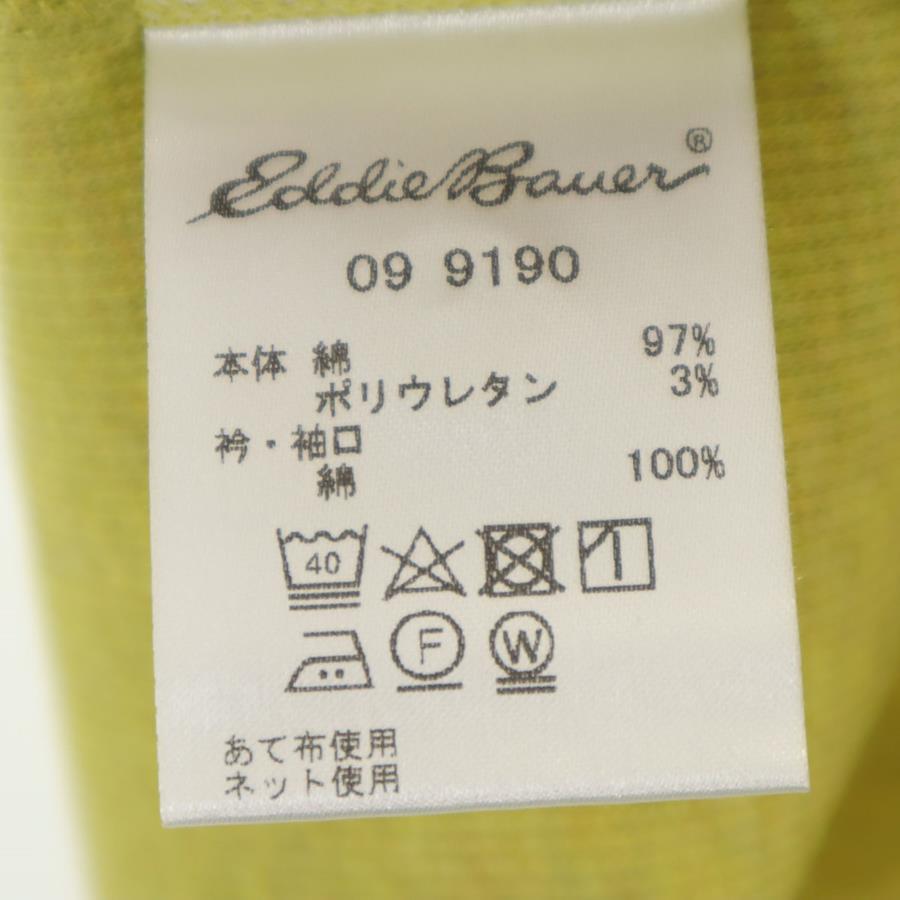 Eddie Bauer®
09 9190
本体 綿 97%
ポリウレタン 3%
衿・袖口
綿 100%
40
F W
あて布使用
ネット使用